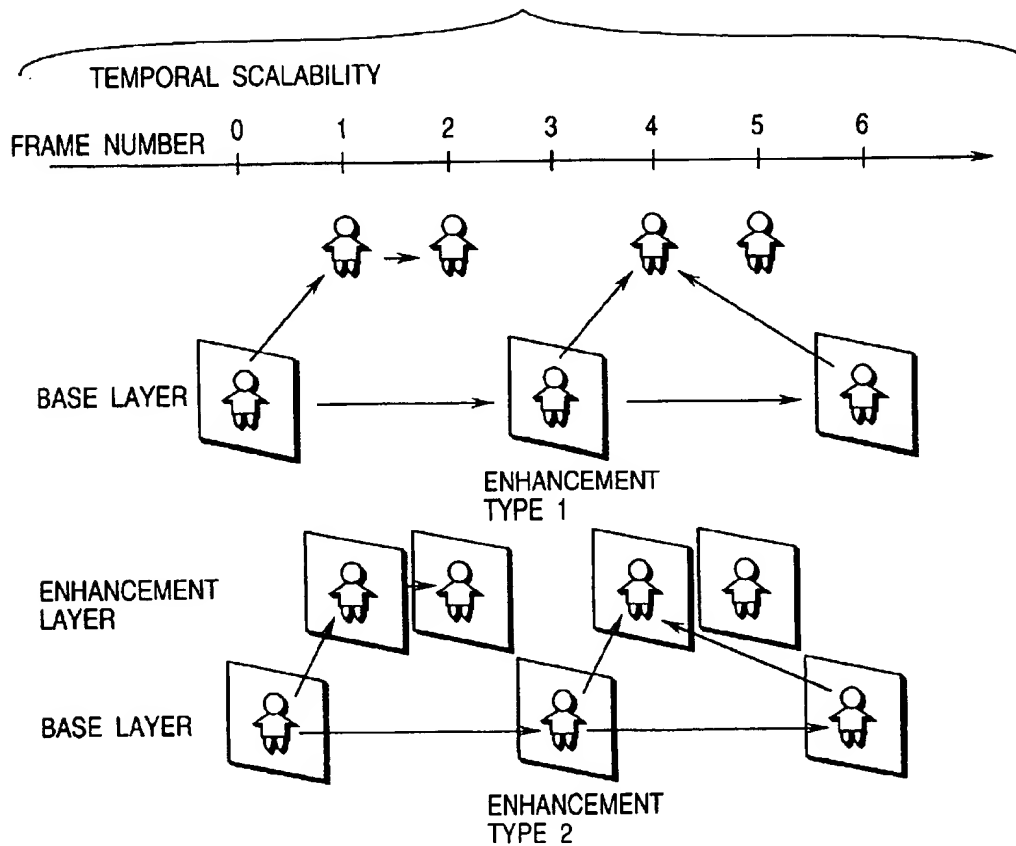 TEMPORAL SCALABILITY
FRAME NUMBER 0 1 2 3 4 5 6
BASE LAYER
ENHANCEMENT
TYPE 1
ENHANCEMENT
LAYER
BASE LAYER
ENHANCEMENT
TYPE 2